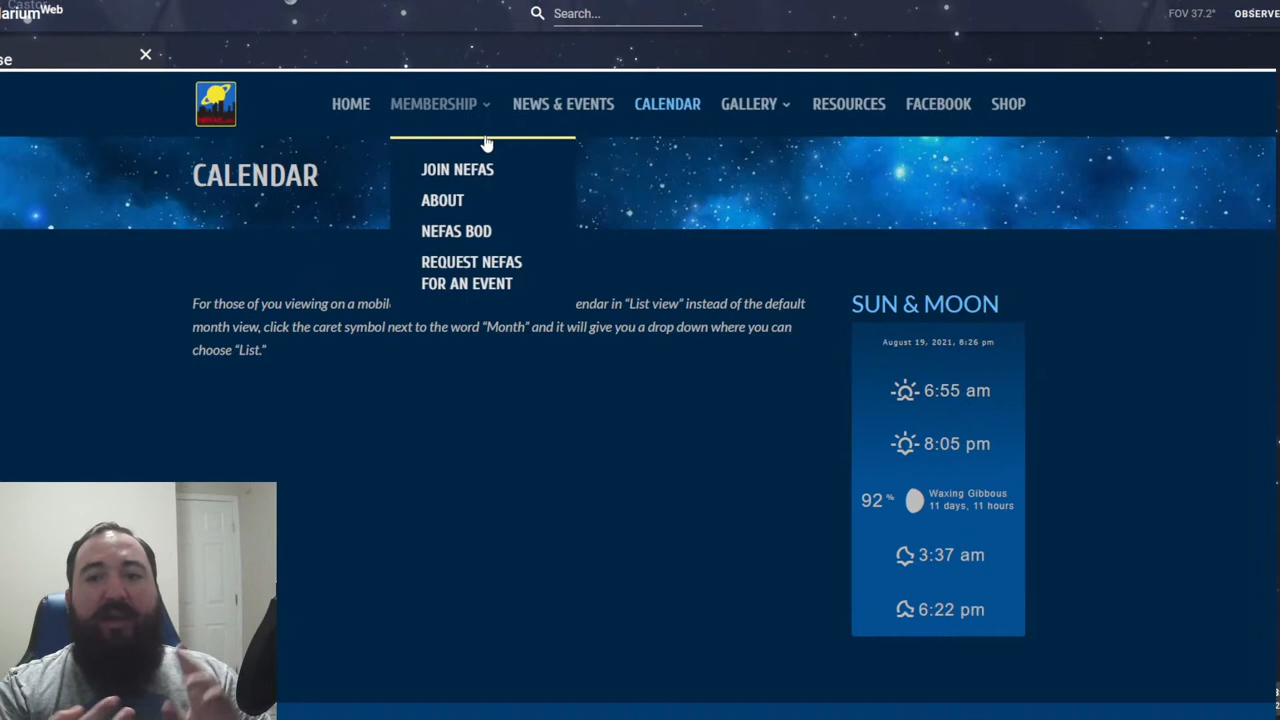 lariumWeb
Search...
FOV 37.2°
OBSERVE
se
HOME MEMBERSHIP NEWS & EVENTS CALENDAR GALLERY RESOURCES FACEBOOK SHOP
CALENDAR
JOIN NEFAS
ABOUT
NEFAS BOD
REQUEST NEFAS
FOR AN EVENT
For those of you viewing on a mobil endar in “List view” instead of the default
month view, click the caret symbol next to the word “Month” and it will give you a drop down where you can
choose “List.”
SUN & MOON
August 19, 2021, 8:26 pm
6:55 am
8:05 pm
92 %
Waxing Gibbous
11 days, 11 hours
3:37 am
6:22 pm